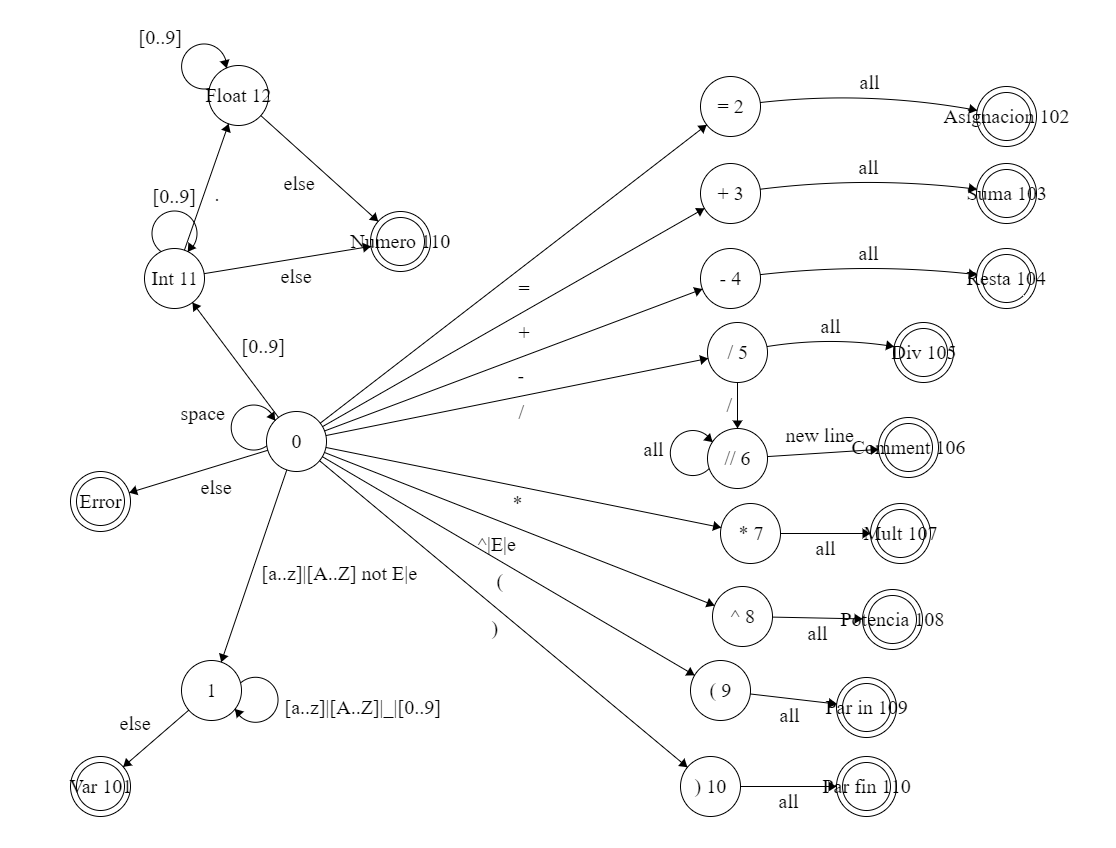 [0..9]
Float 12
= 2
all
Asignacion 102
else
[0..9]
.
+ 3
all
Suma 103
Numero 110
Int 11
else
- 4
all
Resta 104
=
+
[0..9]
-
/
/ 5
all
Div 105
space
0
/
all
// 6
new line
Comment 106
else
Error
*
* 7
all
Mult 107
^|E|e
[a..z]|[A..Z] not E|e
(
)
^ 8
all
Potencia 108
1
[a..z]|[A..Z]|_|[0..9]
( 9
all
Par in 109
else
Var 101
) 10
all
Par fin 110